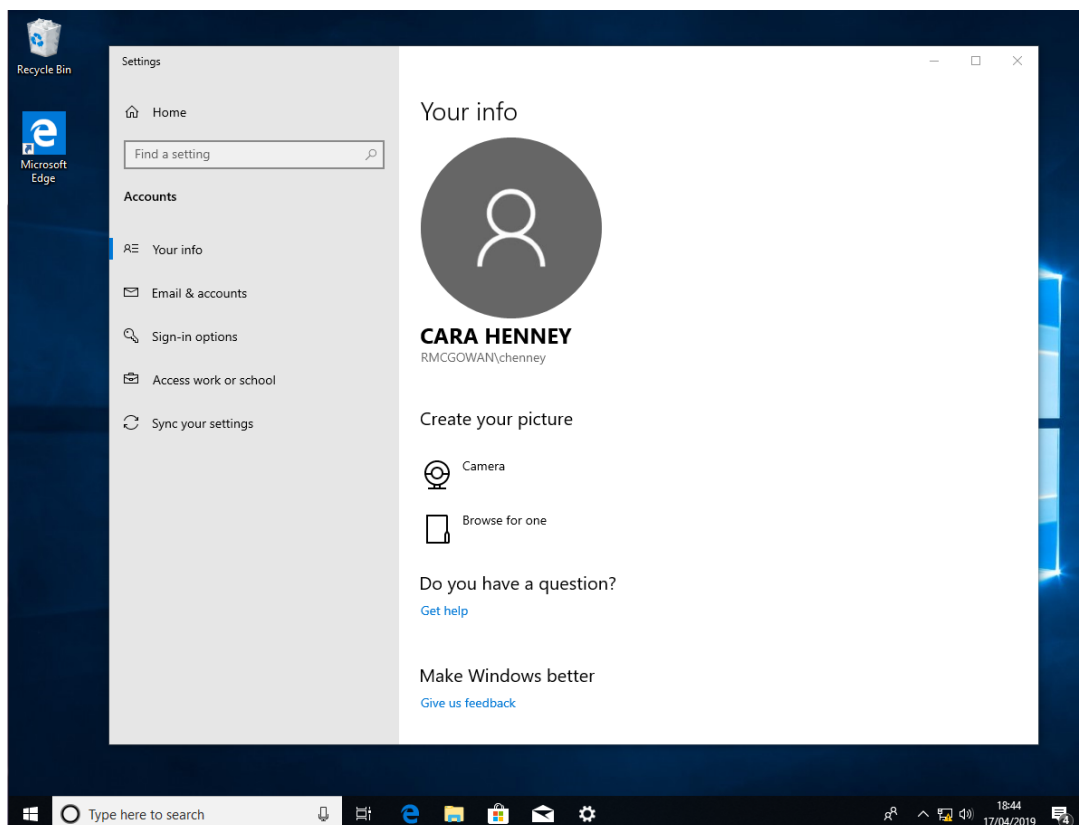 Recycle Bin
Microsoft
Edge
Settings
Home
Find a setting
Accounts
Your info
Email & accounts
Sign-in options
Access work or school
Sync your settings
Your info
CARA HENNEY
RMCGOWAN\chenney
Create your picture
Camera
Browse for one
Do you have a question?
Get help
Make Windows better
Give us feedback
Type here to search
18:44
17/04/2019
4